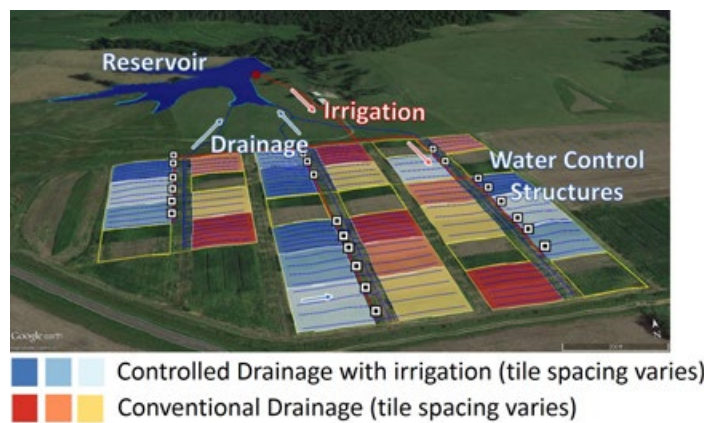 Reservoir
Irrigation
Drainage
Water Control
Structures
Google earth
Controlled Drainage with irrigation (tile spacing varies)
Conventional Drainage (tile spacing varies)